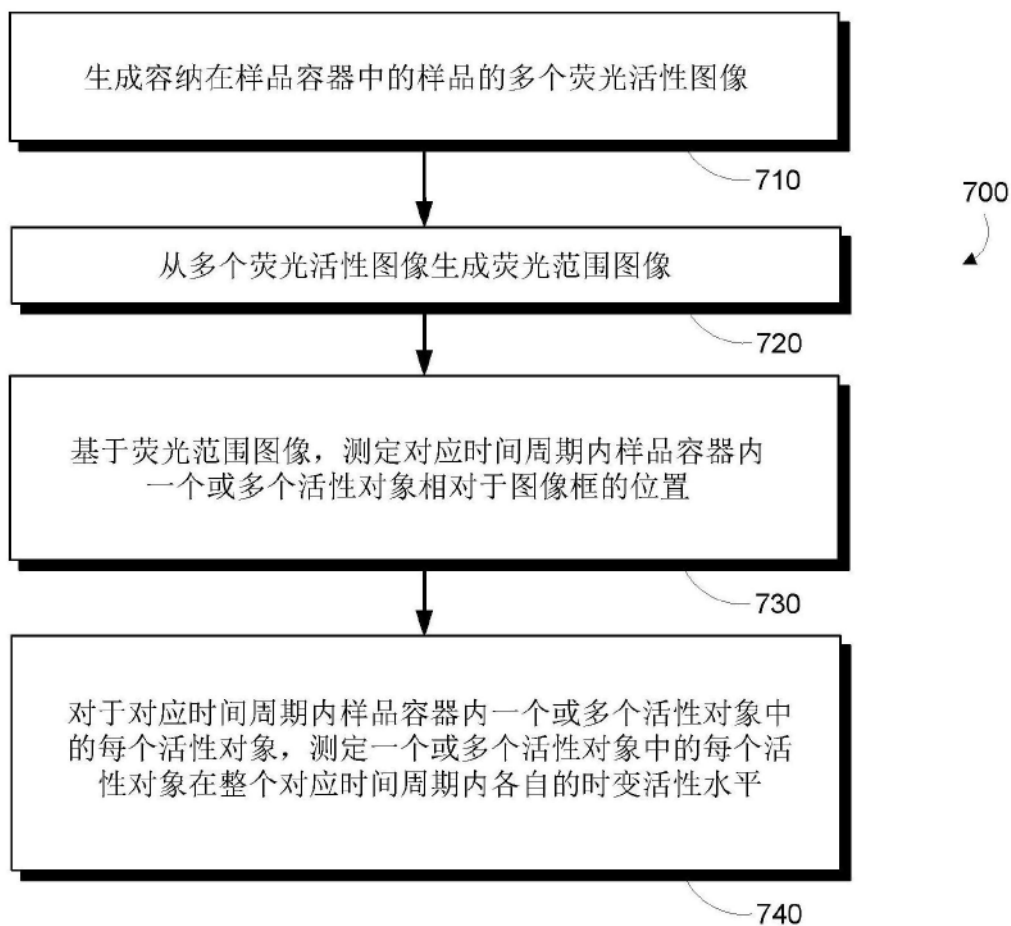 生成容纳在样品容器中的样品的多个荧光活性图像
710
700
从多个荧光活性图像生成荧光范围图像
720
基于荧光范围图像，测定对应时间周期内样品容器内
一个或多个活性对象相对于图像框的位置
730
对于对应时间周期内样品容器内一个或多个活性对象中
的每个活性对象，测定一个或多个活性对象中的每个活
性对象在整个对应时间周期内各自的时变活性水平
740